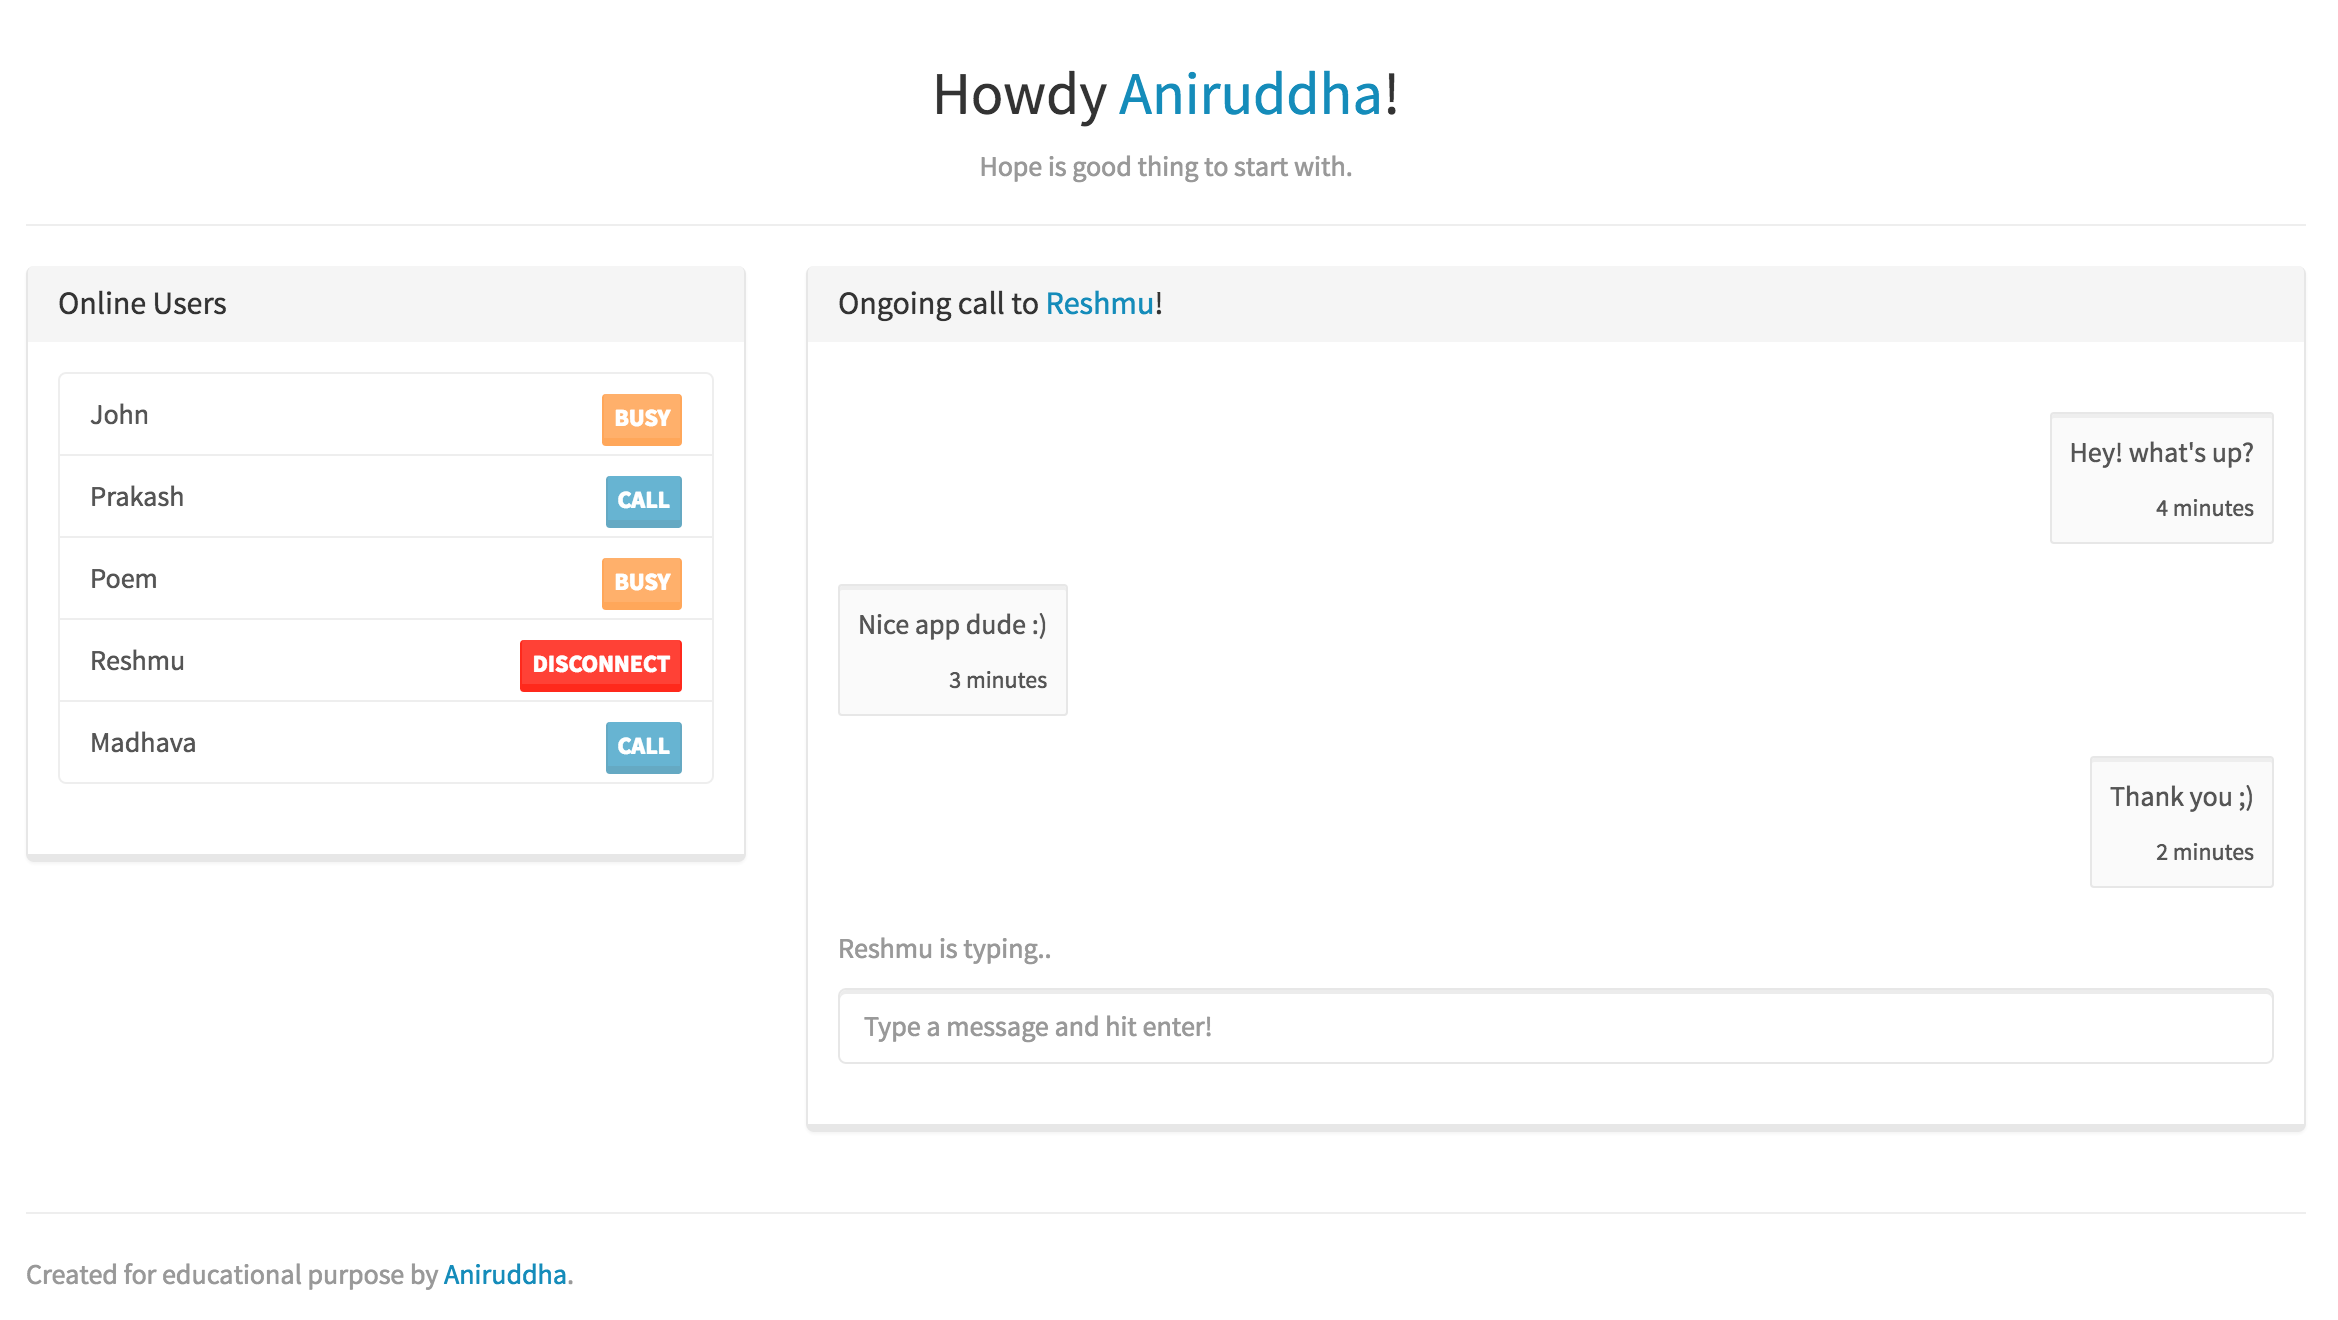 Howdy Aniruddha!
Hope is good thing to start with.
Online Users
John BUSY
Prakash CALL
Poem BUSY
Reshmu DISCONNECT
Madhava CALL
Ongoing call to Reshmu!
Hey! what's up?
4 minutes
Nice app dude :)
3 minutes
Thank you ;)
2 minutes
Reshmu is typing..
Type a message and hit enter!
Created for educational purpose by Aniruddha.